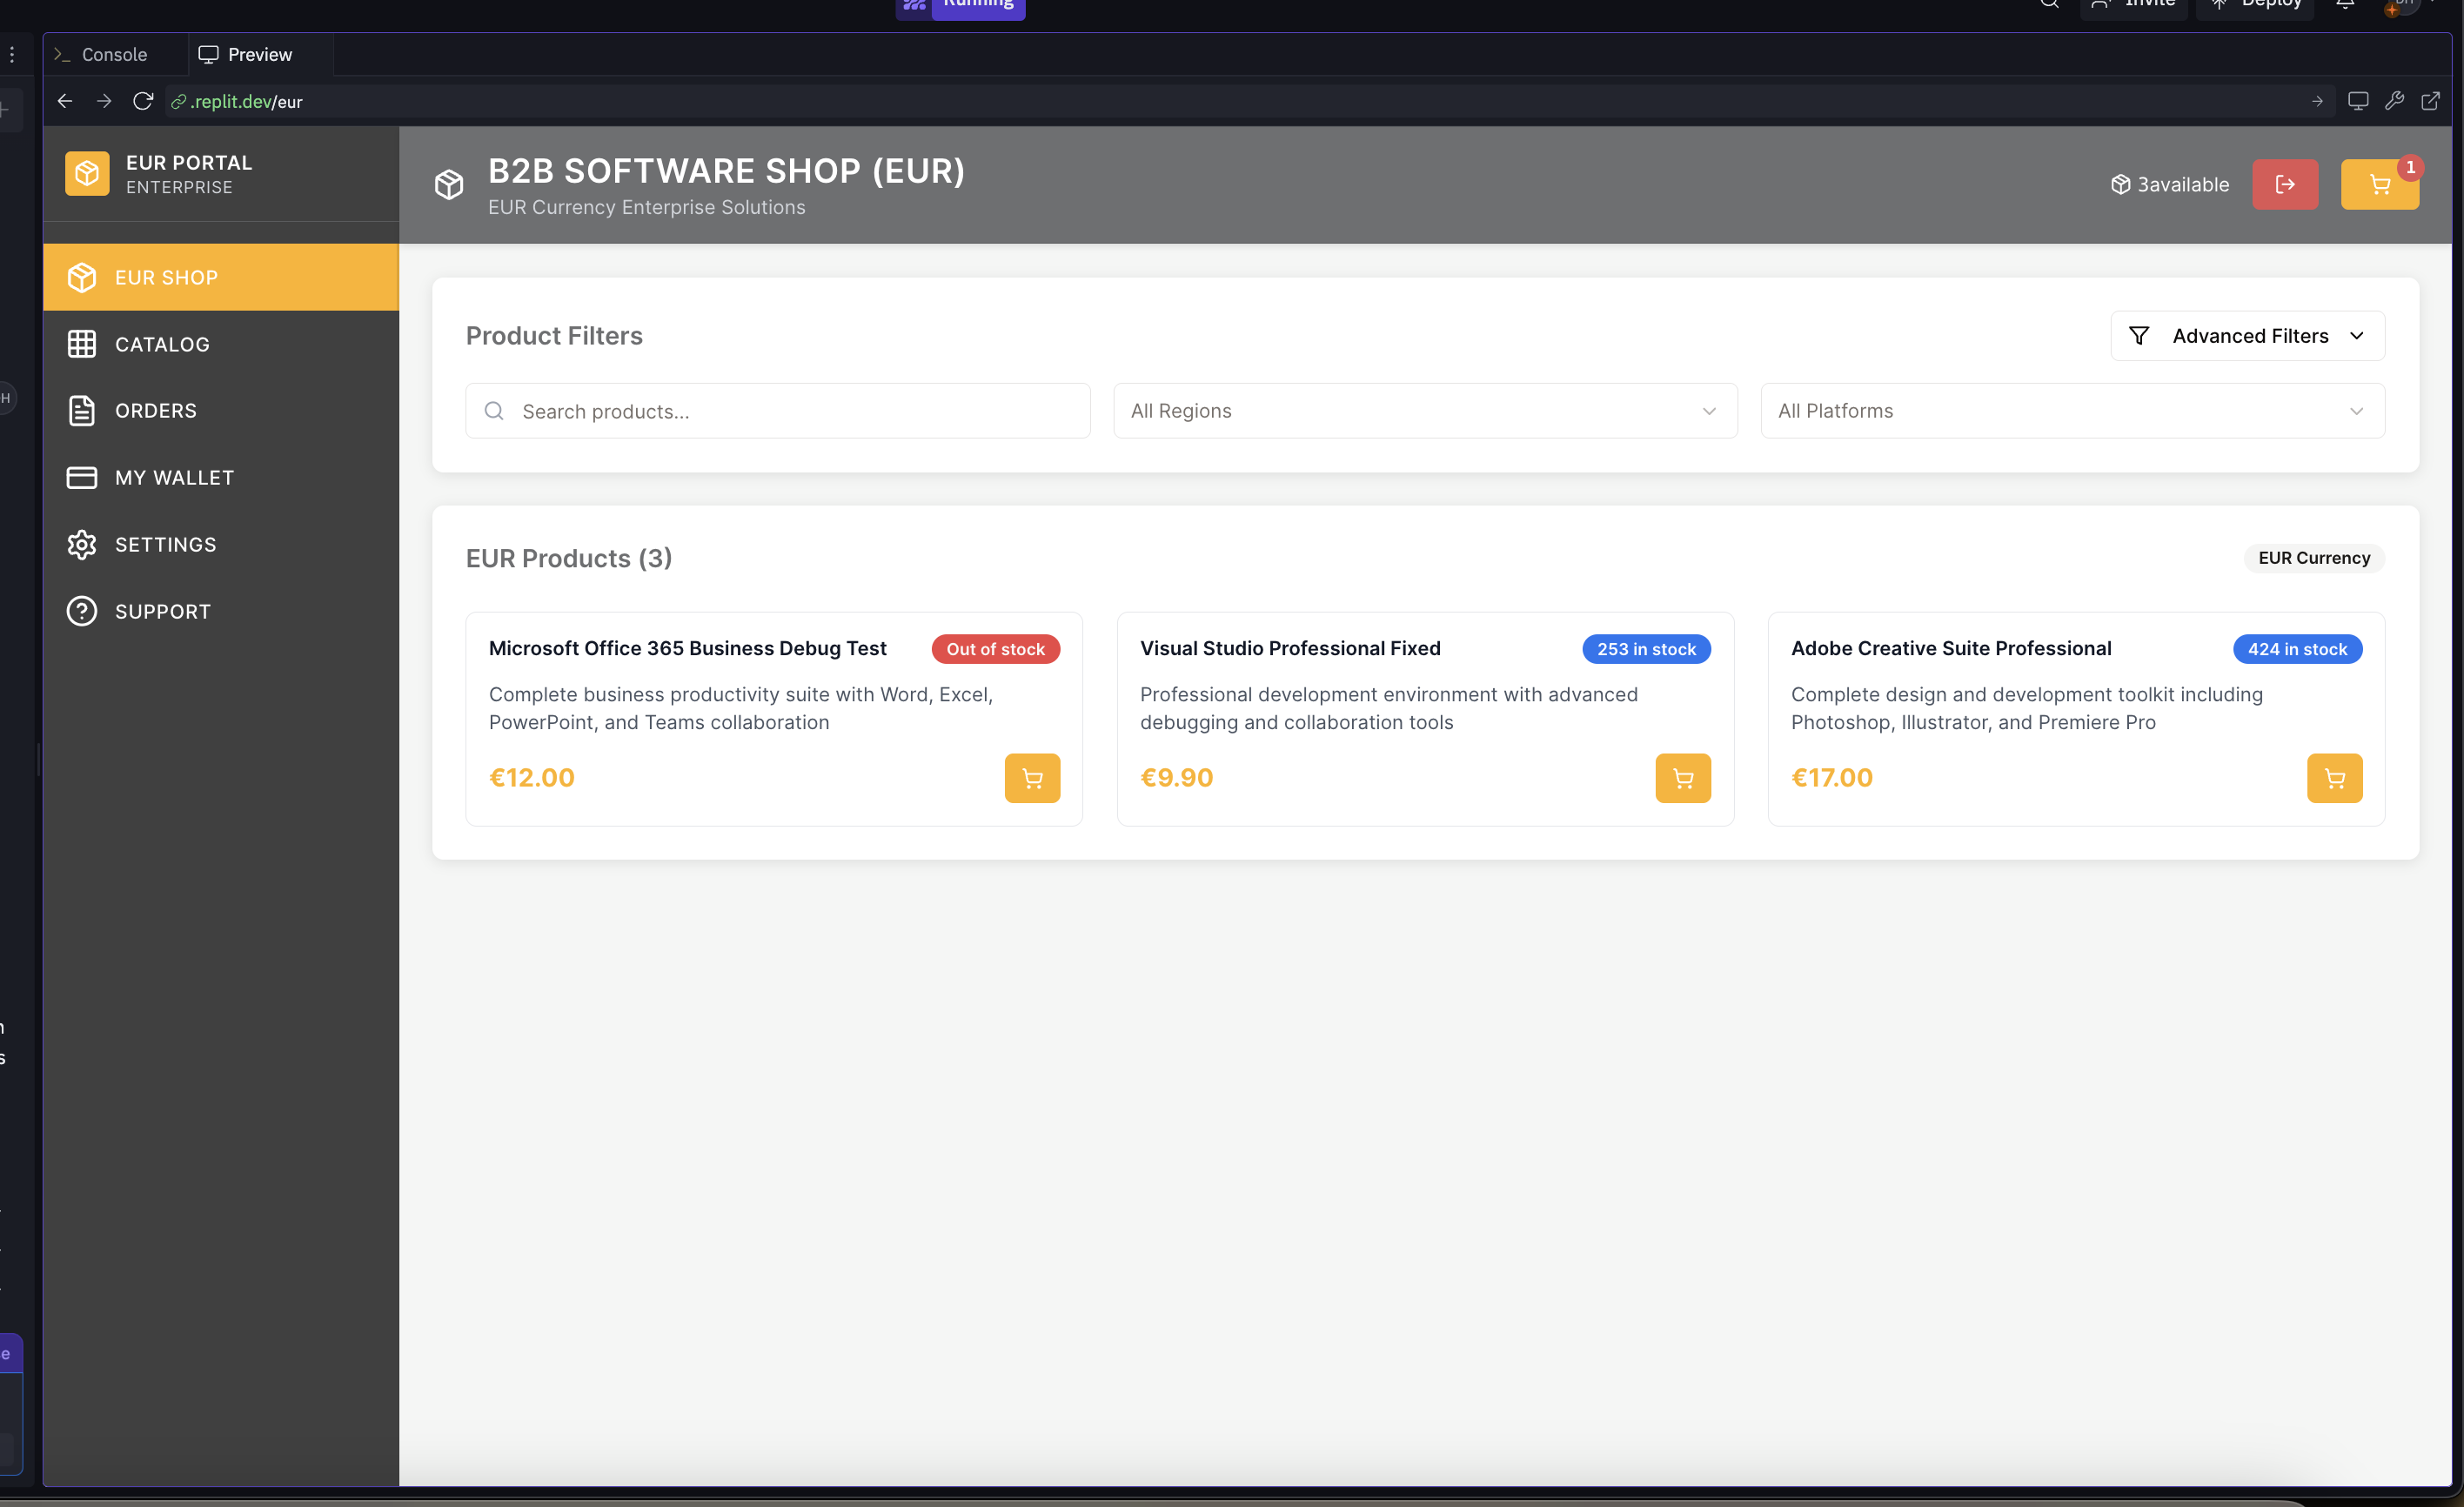 Running
Invite
Deploy
Console
Preview
.replit.dev/eur
EUR PORTAL
ENTERPRISE
B2B SOFTWARE SHOP (EUR)
EUR Currency Enterprise Solutions
3available
1
EUR SHOP
CATALOG
ORDERS
MY WALLET
SETTINGS
SUPPORT
Product Filters
Advanced Filters
Search products...
All Regions
All Platforms
EUR Products (3)
EUR Currency
Microsoft Office 365 Business Debug Test
Out of stock
Complete business productivity suite with Word, Excel,
PowerPoint, and Teams collaboration
€12.00
Visual Studio Professional Fixed
253 in stock
Professional development environment with advanced
debugging and collaboration tools
€9.90
Adobe Creative Suite Professional
424 in stock
Complete design and development toolkit including
Photoshop, Illustrator, and Premiere Pro
€17.00